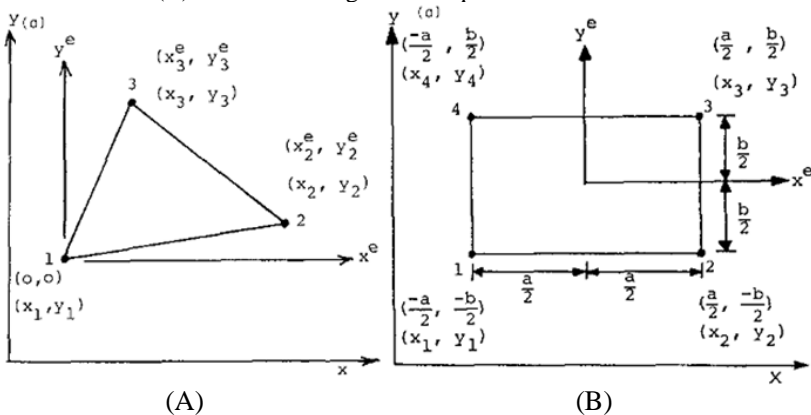 y (a)
y^e
(x_3^e, y_3^e)
(x_3, y_3)
3
(x_2^e, y_2^e)
(x_2, y_2)
2
1
x^e
(o,o)
(x_1,y_1)
x
(A)
y (a)
(-a/2, b/2)
(x_4, y_4)
y^e
(a/2, b/2)
(x_3, y_3)
4
3
b/2
x^e
b/2
1
2
a/2
a/2
(-a/2, -b/2)
(x_1, y_1)
(a/2, -b/2)
(x_2, y_2)
x
(B)